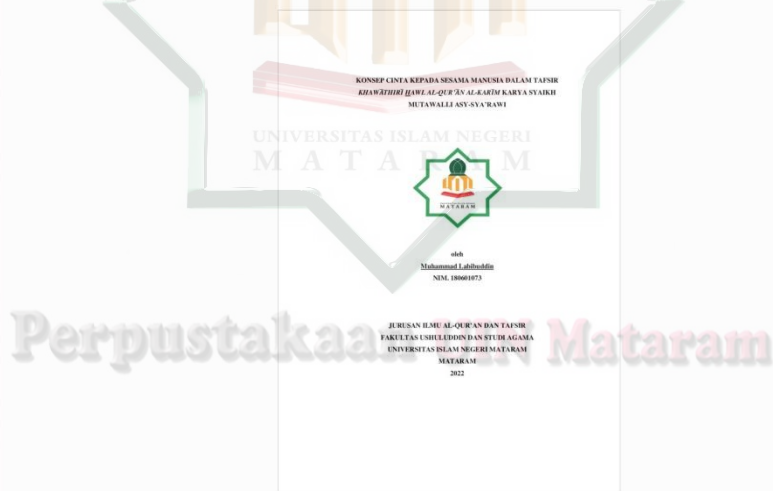 KONSEP CINTA KEPADA SESAMA MANUSIA DALAM TAFSIR
KHAWĀTHIRĪ ḤAWL AL-QUR'ĀN AL-KARĪM KARYA SYAIKH
MUTAWALLI ASY-SYA'RAWI
UNIVERSITAS ISLAM NEGERI
MATARAM
MATARAM
oleh
Muhammad Labibuddin
NIM. 180601073
Perpustakaan UIN Mataram
JURUSAN ILMU AL-QUR'AN DAN TAFSIR
FAKULTAS USHULUDDIN DAN STUDI AGAMA
UNIVERSITAS ISLAM NEGERI MATARAM
MATARAM
2022